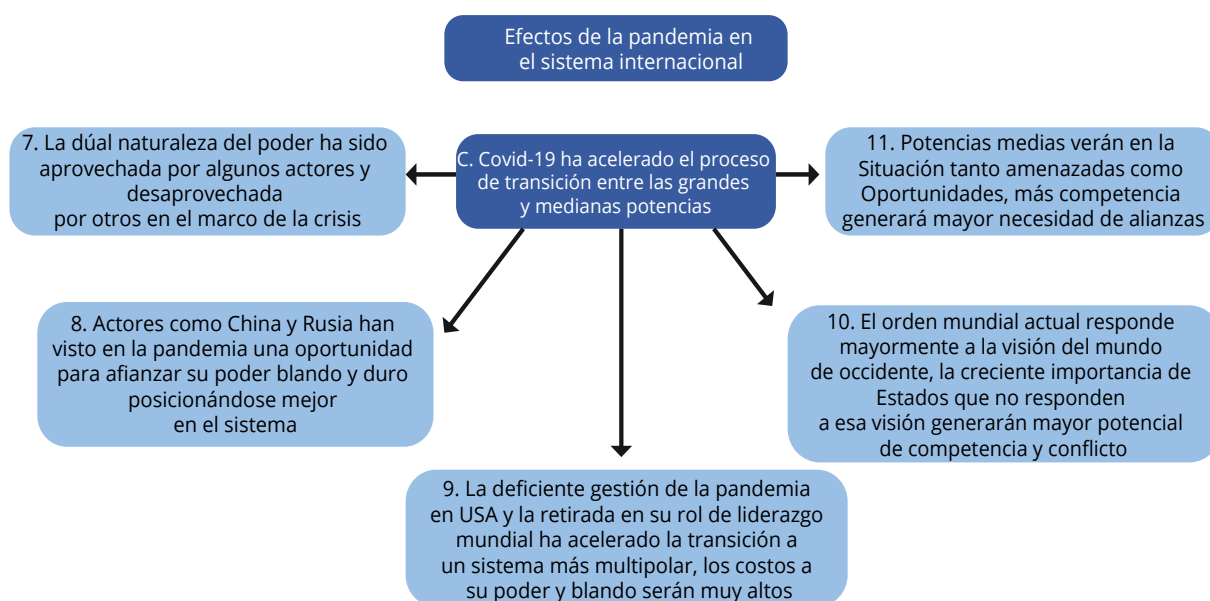 Efectos de la pandemia en
el sistema internacional
C. Covid-19 ha acelerado el proceso
de transición entre las grandes
y medianas potencias
7. La dúal naturaleza del poder ha sido
aprovechada por algunos actores y
desaprovechada
por otros en el marco de la crisis
8. Actores como China y Rusia han
visto en la pandemia una oportunidad
para afianzar su poder blando y duro
posicionándose mejor
en el sistema
9. La deficiente gestión de la pandemia
en USA y la retirada en su rol de liderazgo
mundial ha acelerado la transición a
un sistema más multipolar, los costos a
su poder y blando serán muy altos
10. El orden mundial actual responde
mayormente a la visión del mundo
de occidente, la creciente importancia de
Estados que no responden
a esa visión generarán mayor potencial
de competencia y conflicto
11. Potencias medias verán en la
Situación tanto amenazadas como
Oportunidades, más competencia
generará mayor necesidad de alianzas